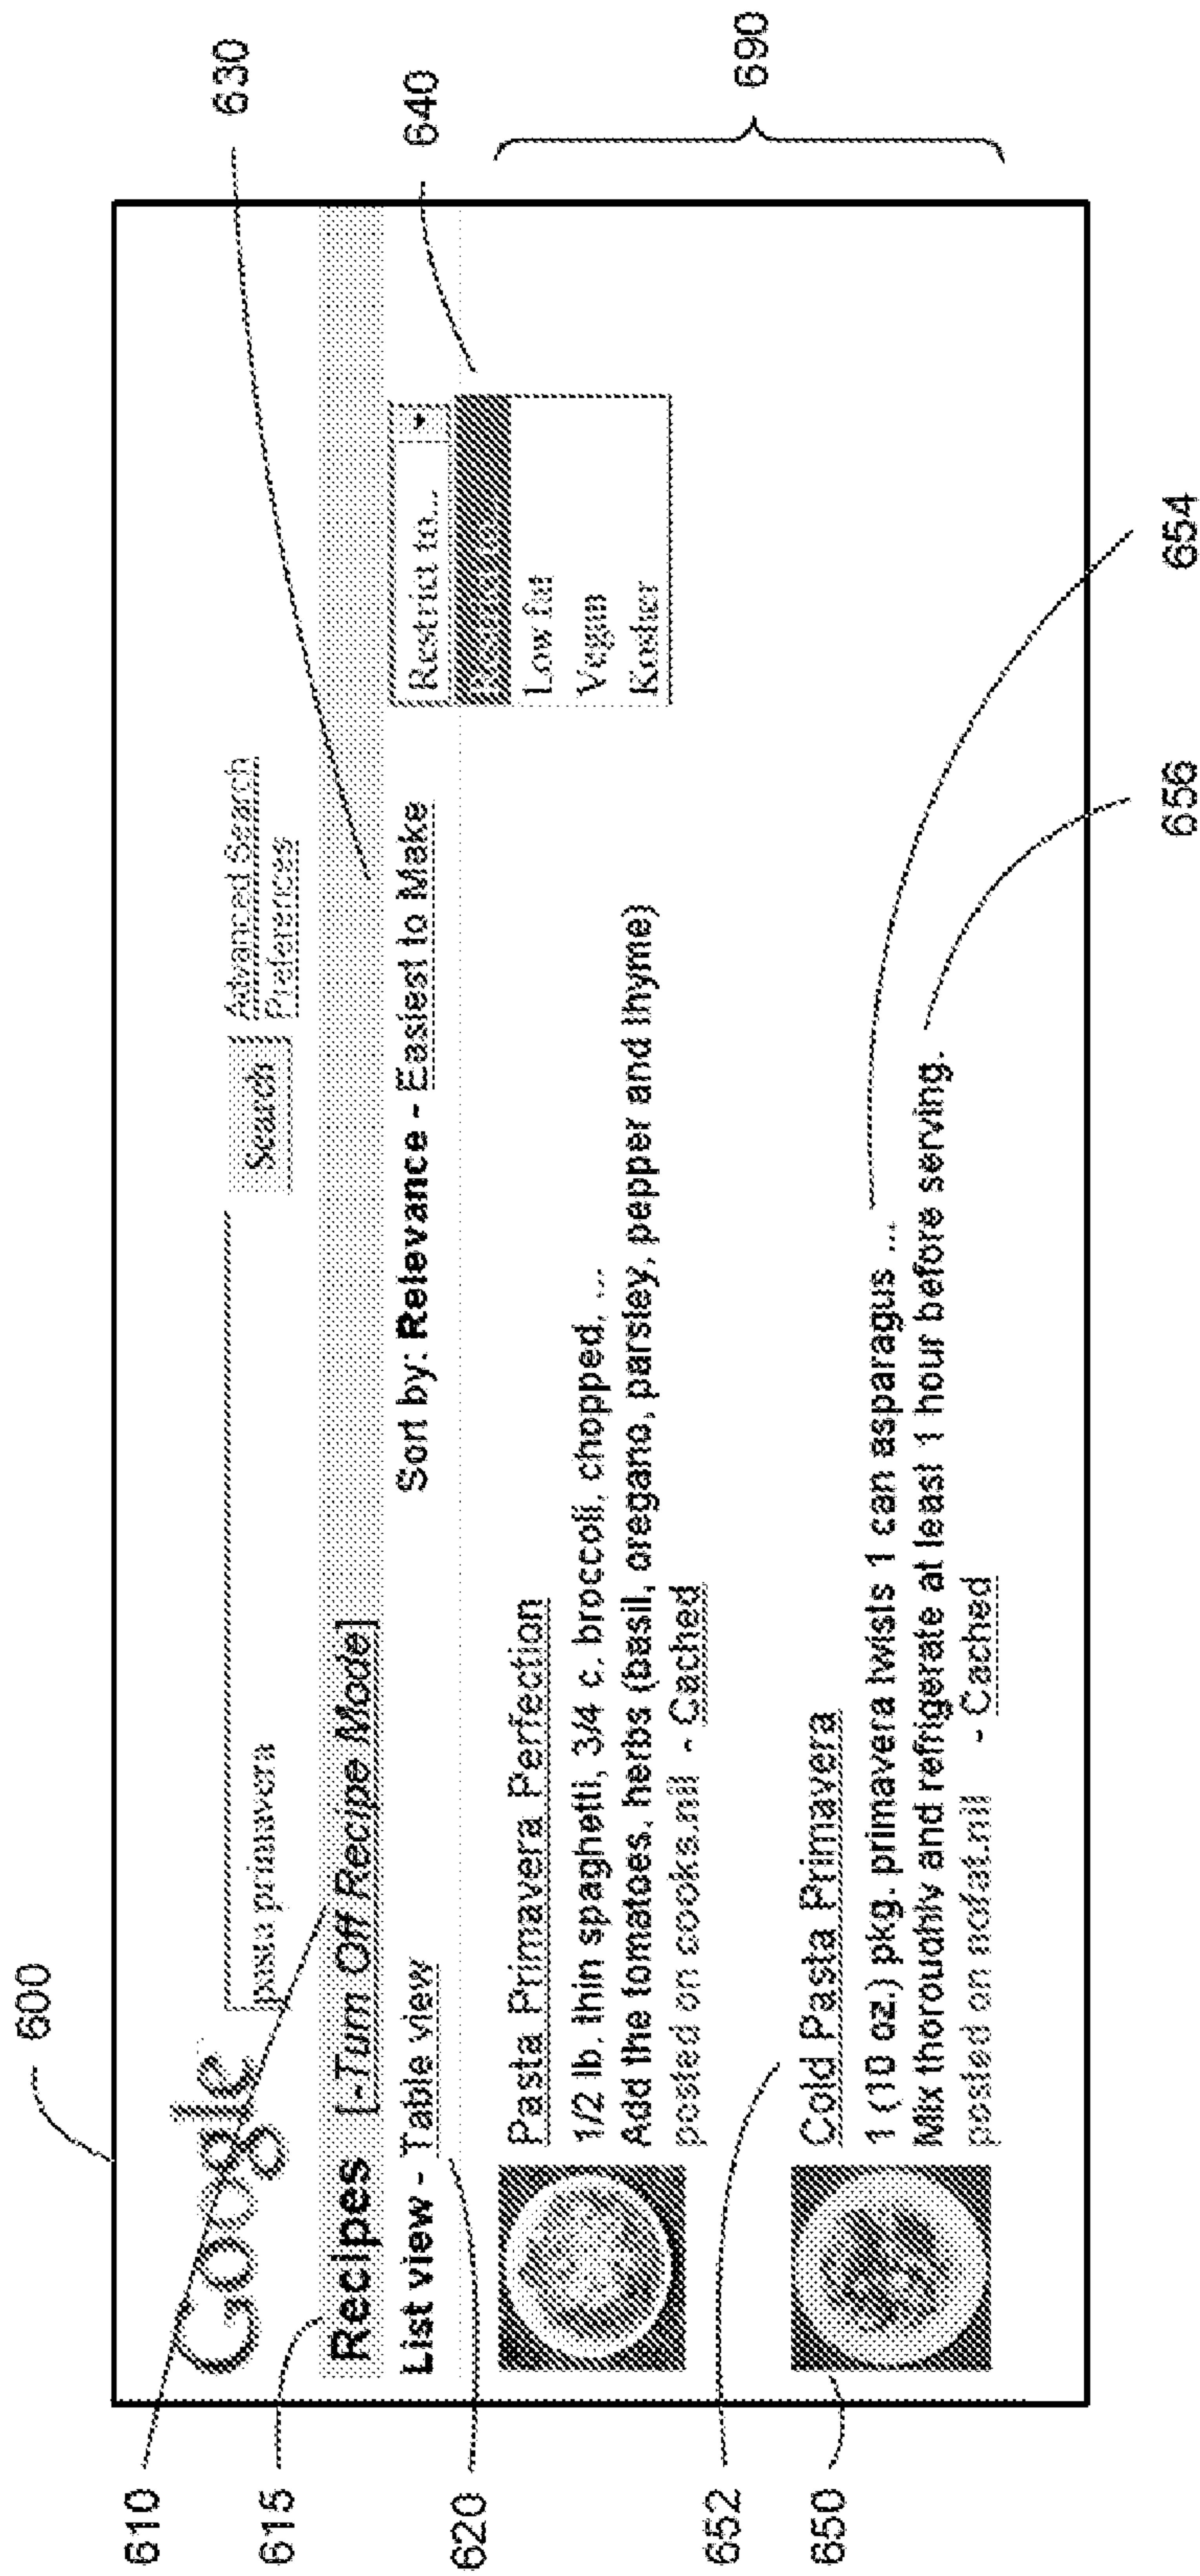 600
630
640
690
610
615
620
652
650
654
656
Google
pasta primavera
Search
Advanced Search
Preferences
Recipes [-Turn Off Recipe Mode]
List view - Table view
Sort by: Relevance - Easiest to Make
Restrict to...
Low fat
Vegan
Kosher
Pasta Primavera Perfection
1/2 lb. thin spaghetti, 3/4 c. broccoli, chopped, ...
Add the tomatoes, herbs (basil, oregano, parsley, pepper and thyme)
posted on cooks.nil - Cached
Cold Pasta Primavera
1 (10 oz.) pkg. primavera twists 1 can asparagus ...
Mix thoroughly and refrigerate at least 1 hour before serving.
posted on - Cached